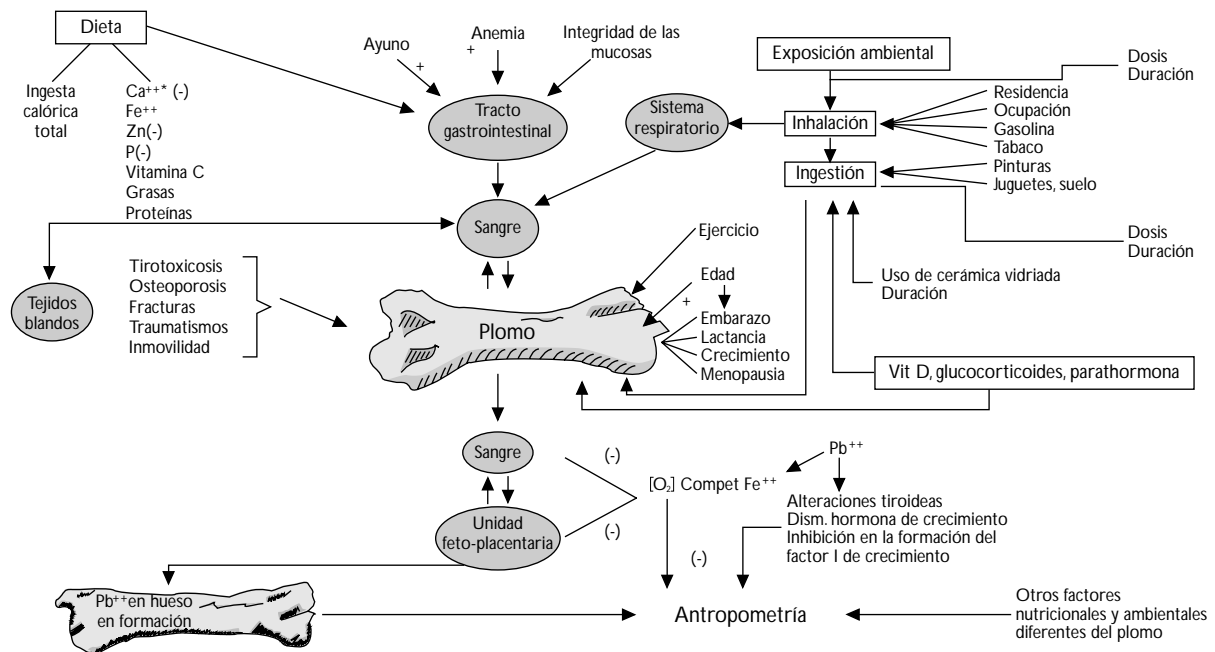 Dieta
Ingesta
calórica
total
Ca++* (-)
Fe++
Zn(-)
P(-)
Vitamina C
Grasas
Proteínas
Ayuno
+
Anemia
+
Integridad de las
mucosas
Tracto
gastrointestinal
Sistema
respiratorio
Exposición ambiental
Inhalación
Ingestión
Dosis
Duración
Residencia
Ocupación
Gasolina
Tabaco
Pinturas
Juguetes, suelo
Dosis
Duración
Uso de cerámica vidriada
Duración
Vit D, glucocorticoides, parathormona
Sangre
Tejidos
blandos
Tirotoxicosis
Osteoporosis
Fracturas
Traumatismos
Inmovilidad
Plomo
Ejercicio
Edad
+
Embarazo
Lactancia
Crecimiento
Menopausia
Sangre
Unidad
feto-placentaria
(-)
(-)
[O2] Compet Fe++
Pb++
Alteraciones tiroideas
Dism. hormona de crecimiento
Inhibición en la formación del
factor I de crecimiento
(-)
Pb++en hueso
en formación
Antropometría
Otros factores
nutricionales y ambientales
diferentes del plomo